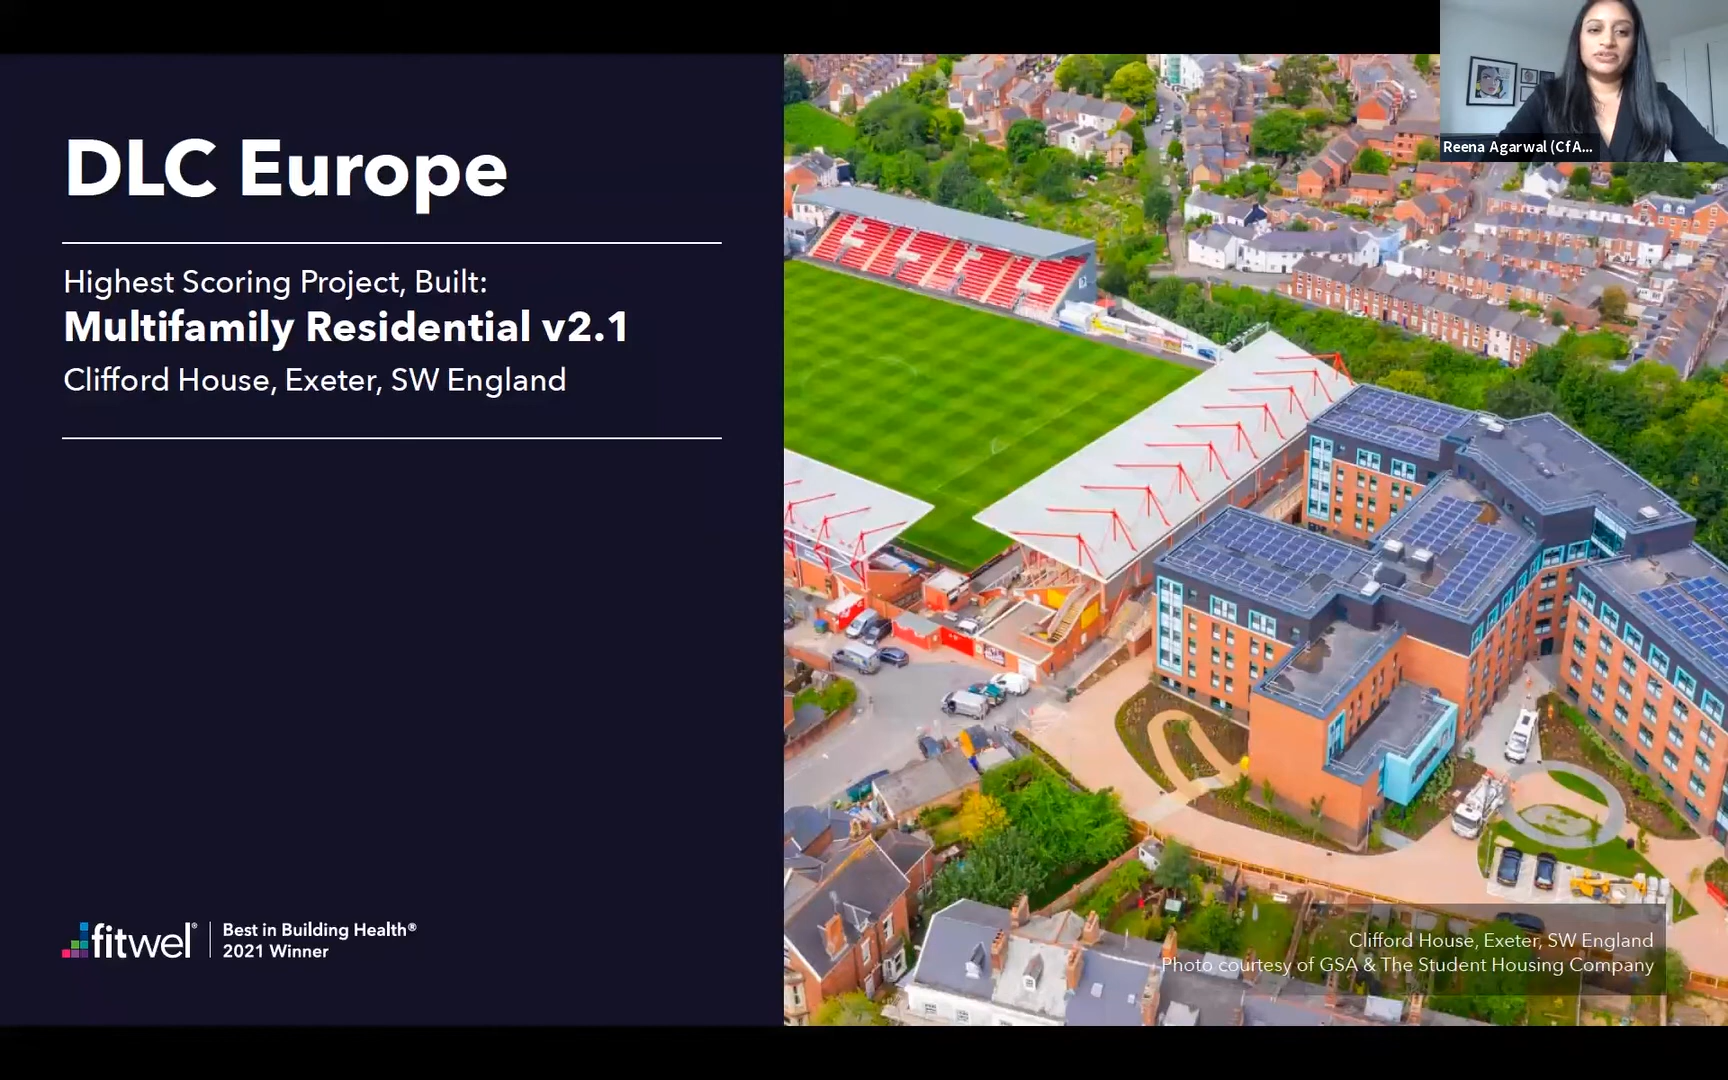 DLC Europe
Highest Scoring Project, Built:
Multifamily Residential v2.1
Clifford House, Exeter, SW England
fitwel®
Best in Building Health®
2021 Winner
Reena Agarwal (CfA...
E C F C
Clifford House, Exeter, SW England
Photo courtesy of GSA & The Student Housing Company